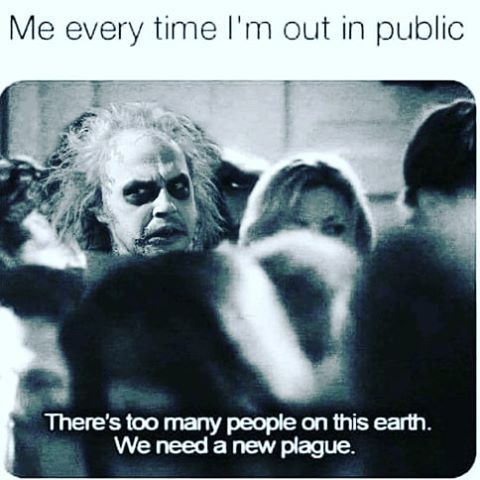 Me every time I'm out in public
There's too many people on this earth.
We need a new plague.